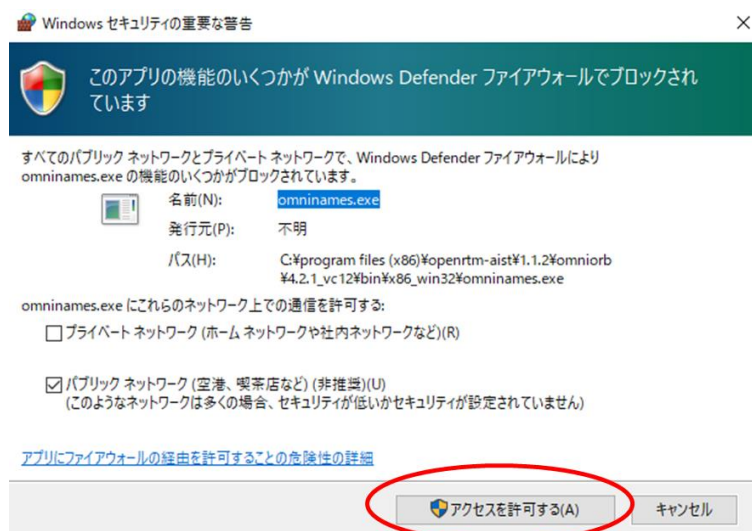 Windows セキュリティの重要な警告
このアプリの機能のいくつかが Windows Defender ファイアウォールでブロックされ
ています
すべてのパブリック ネットワークとプライベート ネットワークで、Windows Defender ファイアウォールにより
omninames.exe の機能のいくつかがブロックされています。
名前(N): omninames.exe
発行元(P): 不明
パス(H): C:¥program files (x86)¥openrtm-aist¥1.1.2¥omniorb
¥4.2.1_vc12¥bin¥x86_win32¥omninames.exe
omninames.exe にこれらのネットワーク上での通信を許可する:
プライベート ネットワーク (ホーム ネットワークや社内ネットワークなど)(R)
パブリック ネットワーク (空港、喫茶店など) (非推奨)(U)
(このようなネットワークは多くの場合、セキュリティが低いかセキュリティが設定されていません)
アプリにファイアウォールの経由を許可することの危険性の詳細
アクセスを許可する(A) キャンセル